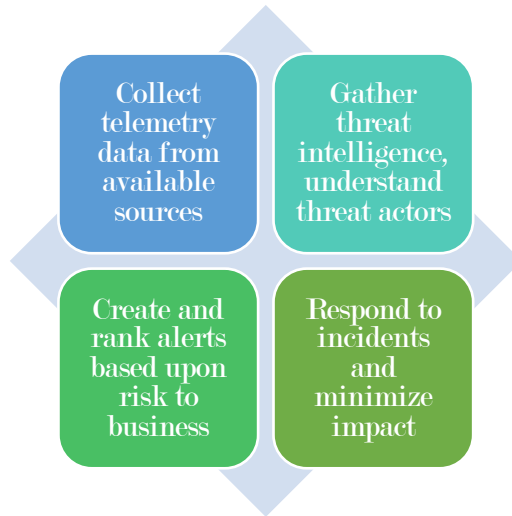 Collect
telemetry
data from
available
sources
Gather
threat
intelligence,
understand
threat actors
Create and
rank alerts
based upon
risk to
business
Respond to
incidents
and
minimize
impact